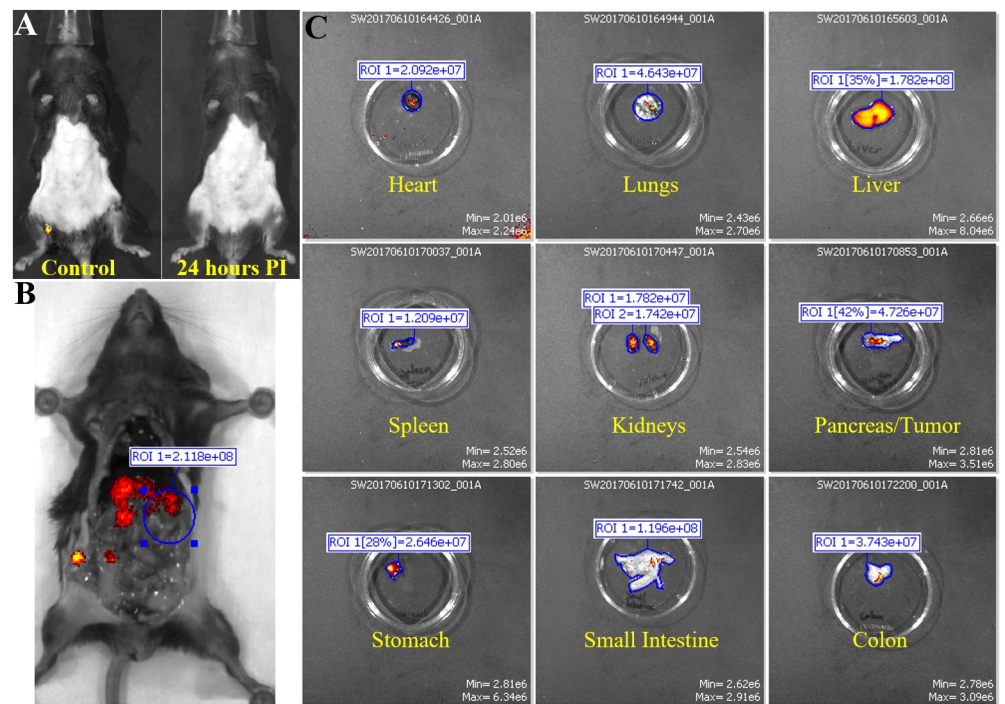 A
Control
24 hours PI
B
ROI 1=2.118e+08
C
SW20170610164426_001A
ROI 1=2.092e+07
Heart
Min= 2.01e6
Max= 2.24e6
SW20170610164944_001A
ROI 1=4.643e+07
Lungs
Min= 2.43e6
Max= 2.70e6
SW20170610165603_001A
ROI 1[35%]=1.782e+08
Liver
Liver
Min= 2.66e6
Max= 8.04e6
SW20170610170037_001A
ROI 1=1.209e+07
Spleen
Spleen
Min= 2.52e6
Max= 2.80e6
SW20170610170447_001A
ROI 1=1.782e+07
ROI 2=1.742e+07
Kidneys
Min= 2.54e6
Max= 2.83e6
SW20170610170853_001A
ROI 1[42%]=4.726e+07
Pancreas/Tumor
Min= 2.81e6
Max= 3.51e6
SW20170610171302_001A
ROI 1[28%]=2.646e+07
Stomach
Min= 2.81e6
Max= 6.34e6
SW20170610171742_001A
ROI 1=1.196e+08
Small
Intestine
Small Intestine
Min= 2.62e6
Max= 2.91e6
SW20170610172200_001A
ROI 1=3.743e+07
Colon
Colon
Min= 2.78e6
Max= 3.09e6